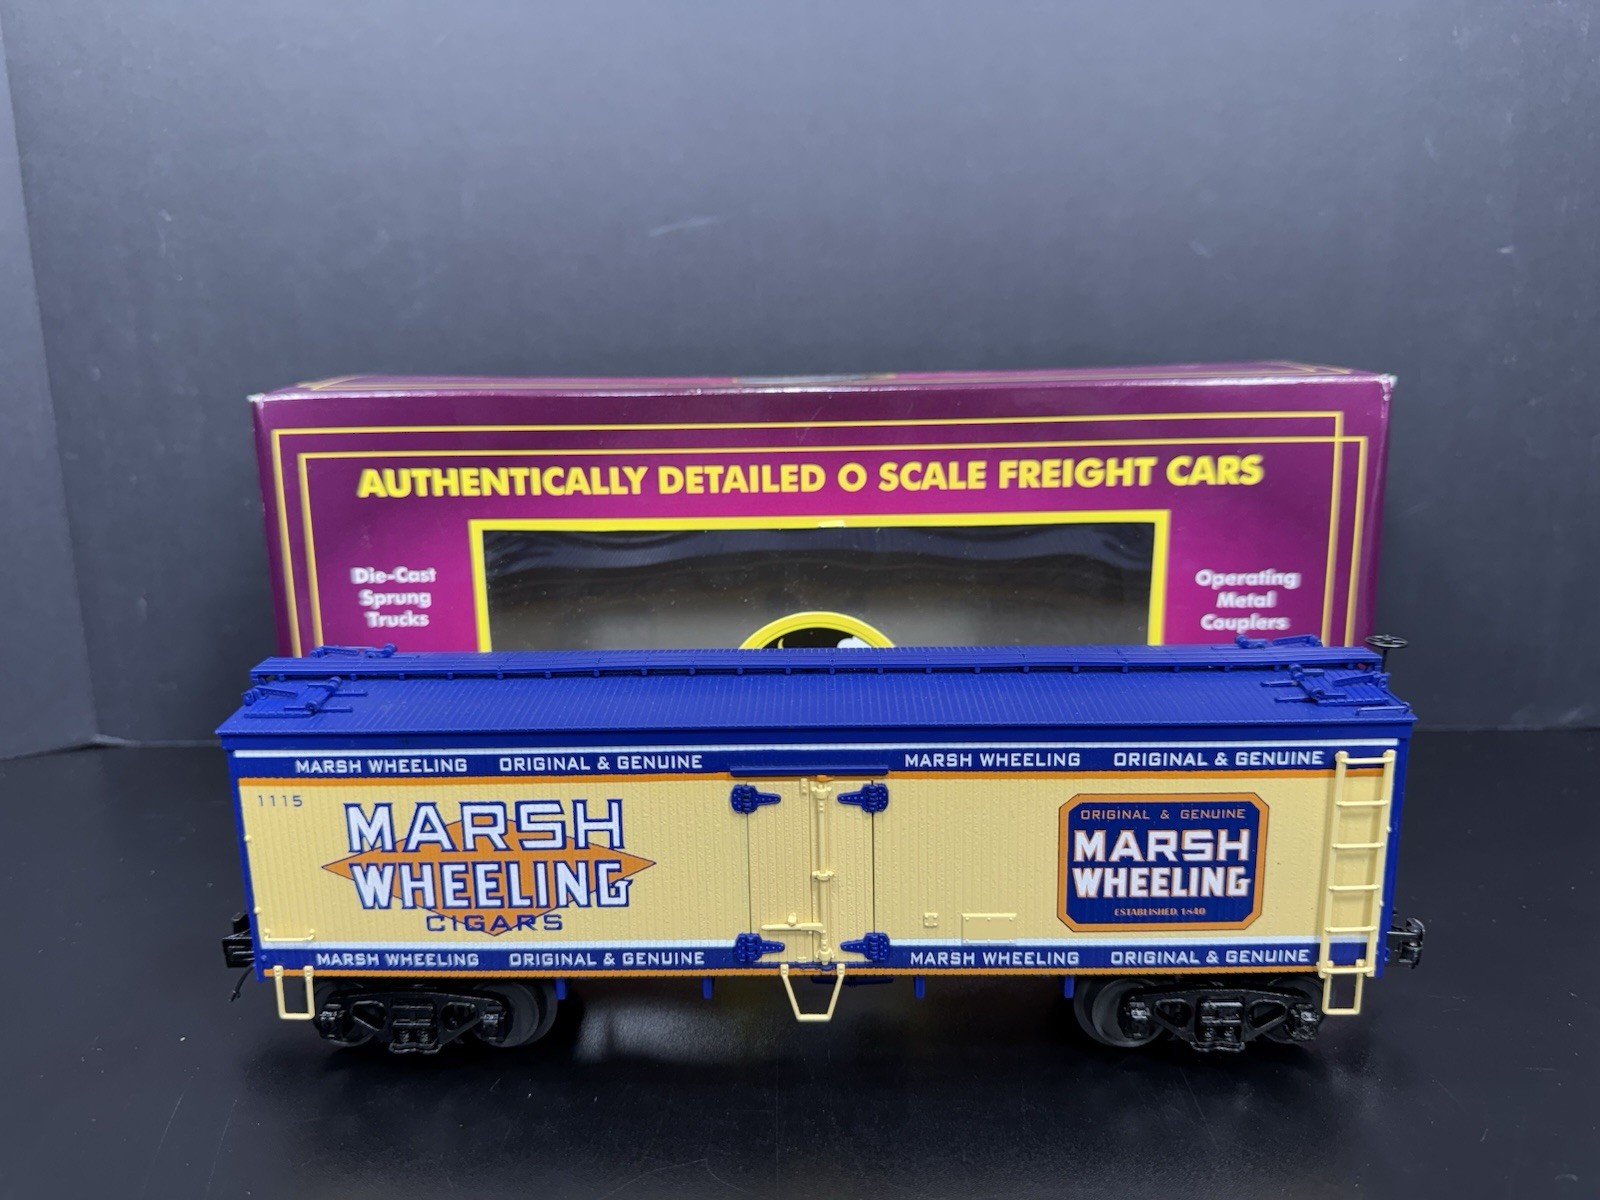 AUTHENTICALLY DETAILED O SCALE FREIGHT CARS
Die-Cast
Sprung
Trucks
Operating
Metal
Couplers
MARSH WHEELING ORIGINAL & GENUINE MARSH WHEELING ORIGINAL & GENUINE
1115
MARSH
WHEELING
CIGARS
ORIGINAL & GENUINE
MARSH
WHEELING
ESTABLISHED 1840
MARSH WHEELING ORIGINAL & GENUINE MARSH WHEELING ORIGINAL & GENUINE